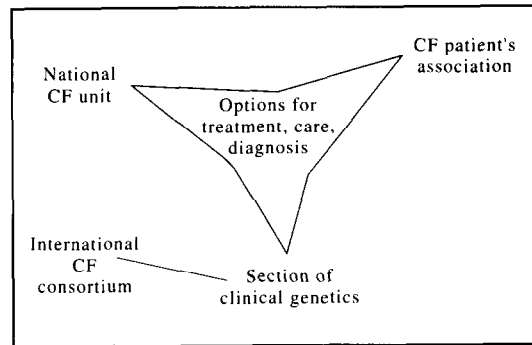 CF patient's
association
National
CF unit
Options for
treatment, care,
diagnosis
International
CF
consortium
Section of
clinical genetics